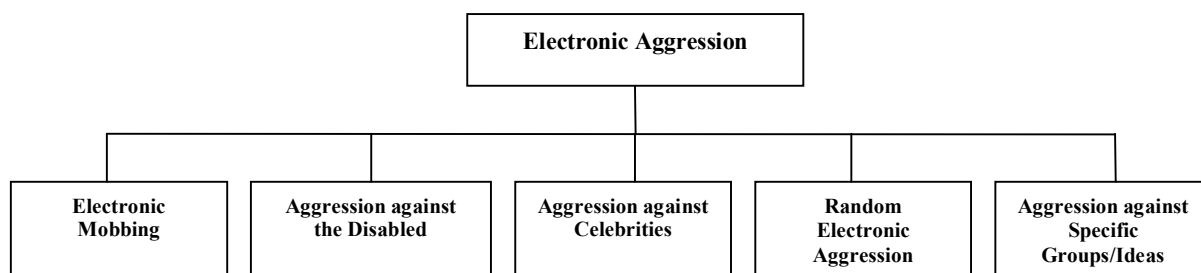 Electronic Aggression
Electronic
Mobbing
Aggression against
the Disabled
Aggression against
Celebrities
Random
Electronic
Aggression
Aggression against
Specific
Groups/Ideas